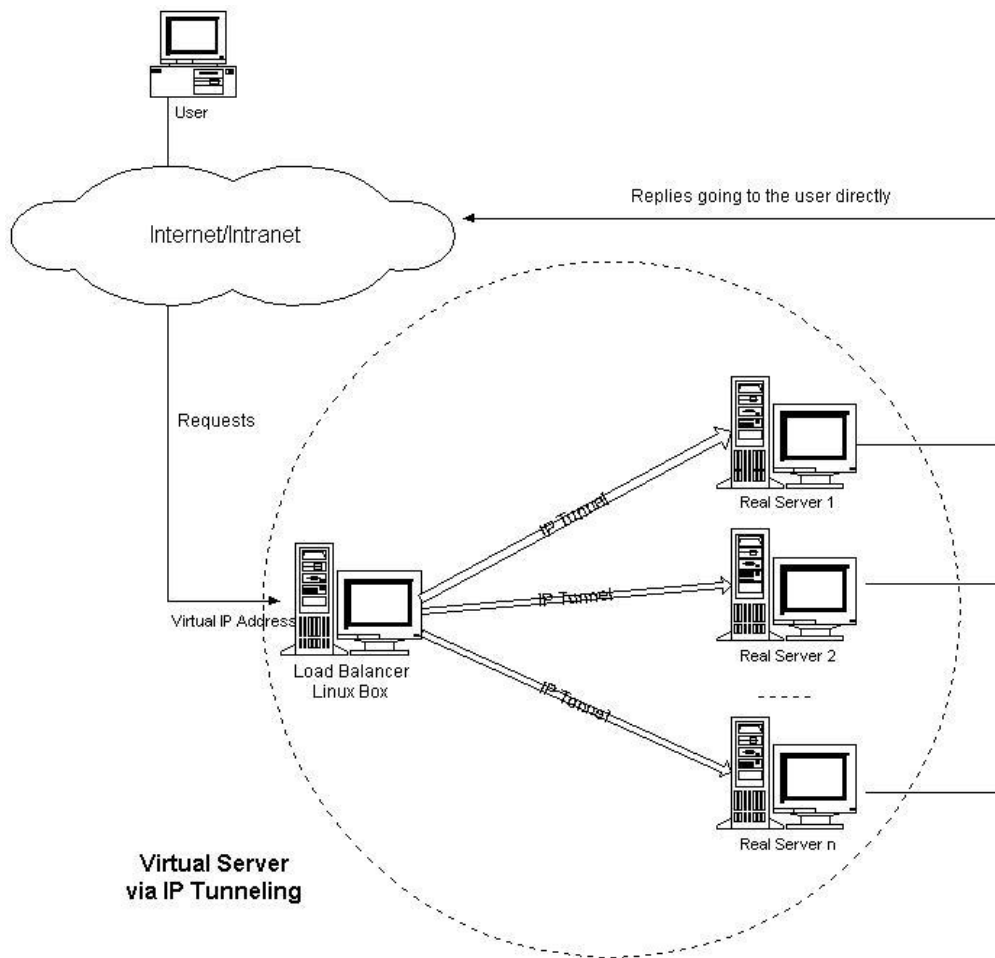 User
Replies going to the user directly
Internet/Intranet
Requests
IP Tunnel
Real Server 1
IP Tunnel
Virtual IP Address
Real Server 2
Load Balancer
Linux Box
IP Tunnel
Real Server n
Virtual Server
via IP Tunneling